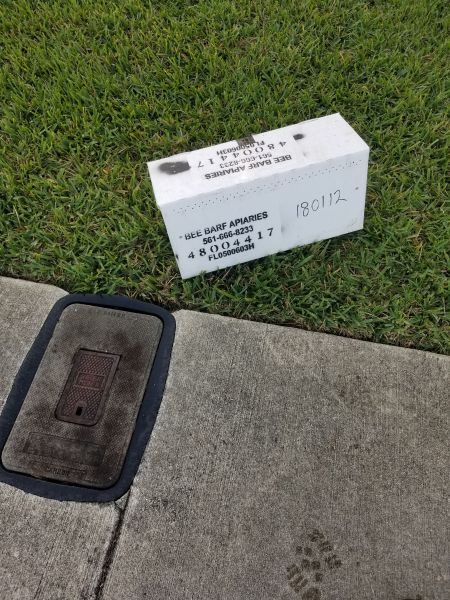 BEE BARF APIARIES
561-666-8233
48004417
FL0500603H
BEE BARF APIARIES
561-666-8233
48004417
FL0500603H
180112